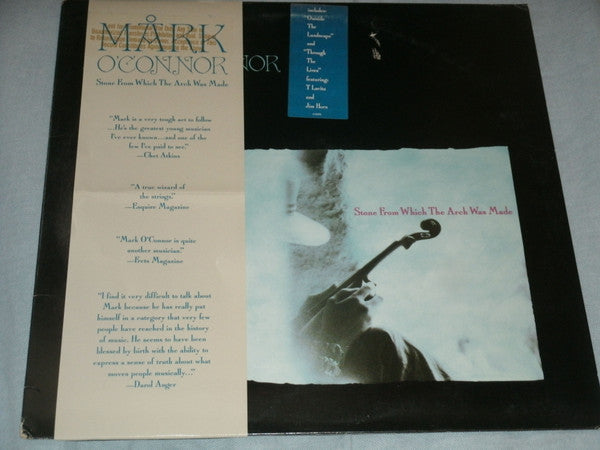 MÅRK
O'CONNOR
NOR
Stone From Which The Arch Was Made
"Mark is a very tough act to follow
...He's the greatest young musician
I've ever known...and one of the
few I've paid to see."
—Chet Atkins
"A true wizard of
the strings."
—Esquire Magazine
"Mark O'Connor is quite
another musician."
—Frets Magazine
"I find it very difficult to talk about
Mark because he has really put
himself in a category that very few
people have reached in the history
of music. He seems to have been
blessed by birth with the ability to
express a sense of truth about what
moves people musically..."
—Darol Anger
includes:
"Outside
The
Landscape"
and
"Through
The
Lines"
featuring:
T Lavitz
and
Jim Horn
Stone From Which The Arch Was Made